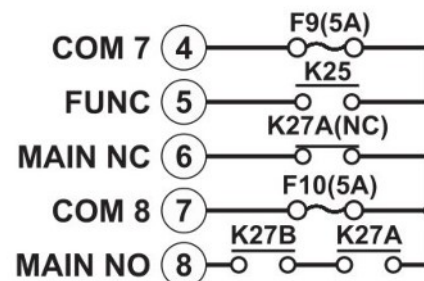 F9(5A)
COM 7 4
K25
FUNC 5
K27A(NC)
MAIN NC 6
F10(5A)
COM 8 7
K27B K27A
MAIN NO 8